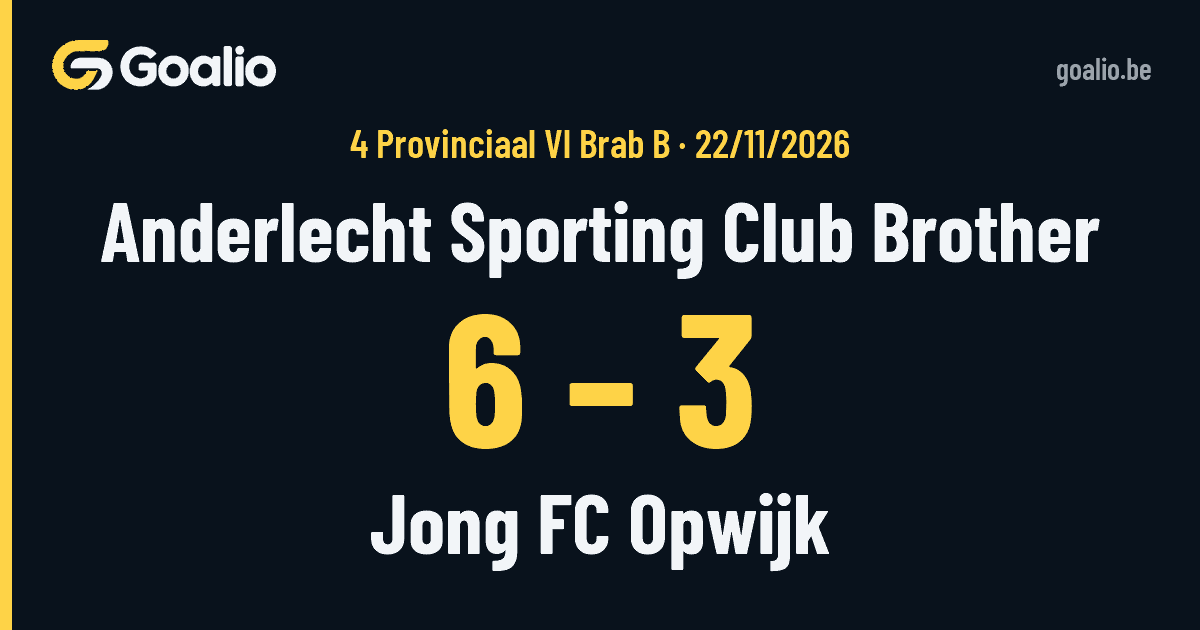 Goalio
goalio.be
4 Provinciaal Vl Brab B · 22/11/2026
Anderlecht Sporting Club Brother
6 – 3
Jong FC Opwijk